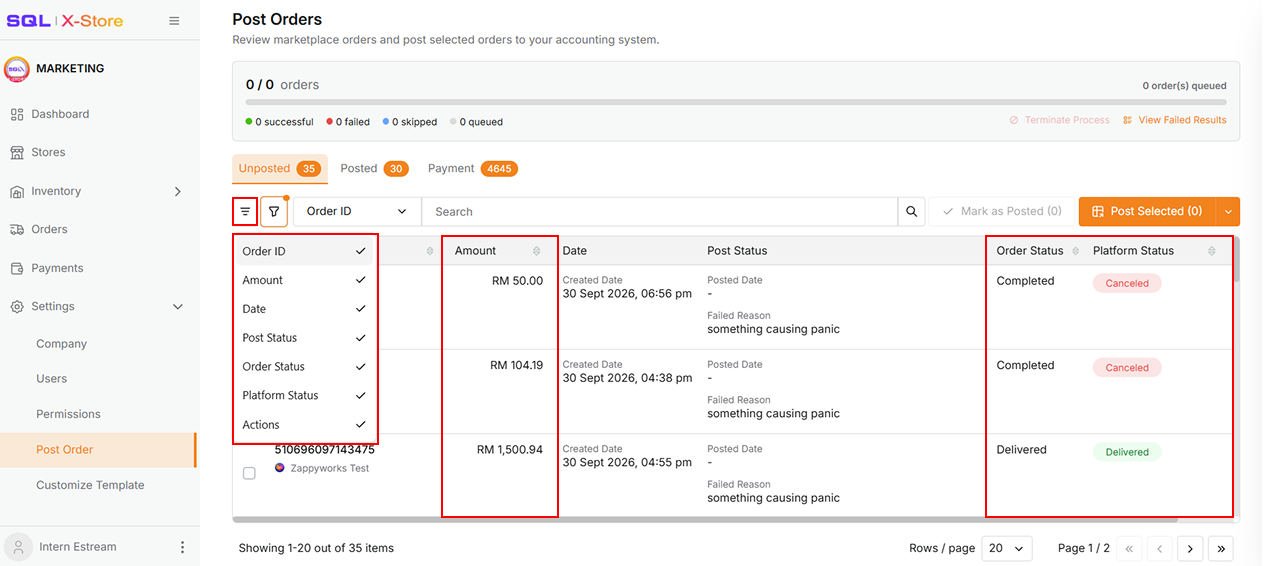 SQL | X-Store
MARKETING
Dashboard
Stores
Inventory
Orders
Payments
Settings
Company
Users
Permissions
Post Order
Customize Template
Intern Estream
Post Orders
Review marketplace orders and post selected orders to your accounting system.
0 / 0 orders
0 order(s) queued
0 successful 0 failed 0 skipped 0 queued
Terminate Process View Failed Results
Unposted 35 Posted 30 Payment 4645
Order ID Search Mark as Posted (0) Post Selected (0)
Order ID
Amount
Date
Post Status
Order Status
Platform Status
Actions
Amount Date Post Status Order Status Platform Status
RM 50.00 Created Date Posted Date Completed Canceled
30 Sept 2026, 06:56 pm -
Failed Reason
something causing panic
RM 104.19 Created Date Posted Date Completed Canceled
30 Sept 2026, 04:38 pm -
Failed Reason
something causing panic
510696097143475 RM 1,500.94 Created Date Posted Date Delivered Delivered
Zappyworks Test 30 Sept 2026, 04:55 pm -
Failed Reason
something causing panic
Showing 1-20 out of 35 items Rows / page 20 Page 1 / 2